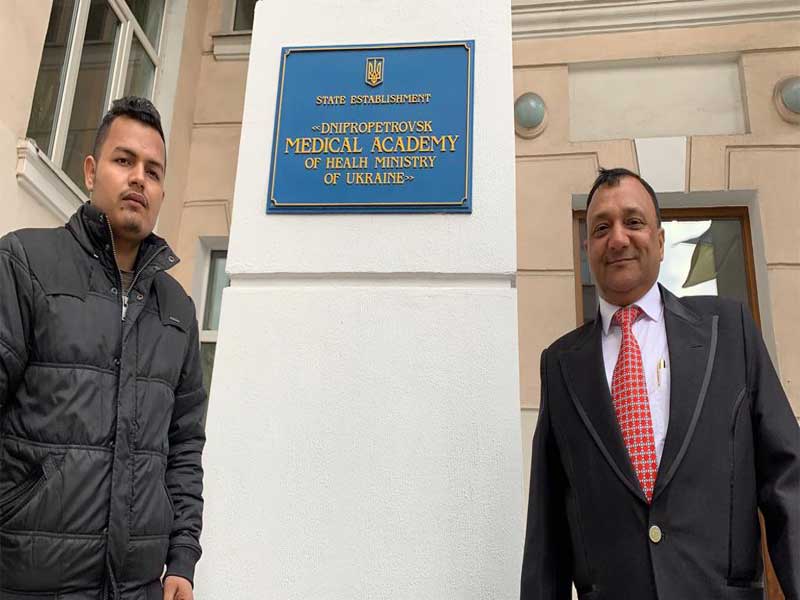 STATE ESTABLISHMENT
«DNIPROPETROVSK
MEDICAL ACADEMY
OF HEALH MINISTRY
OF UKRAINE»